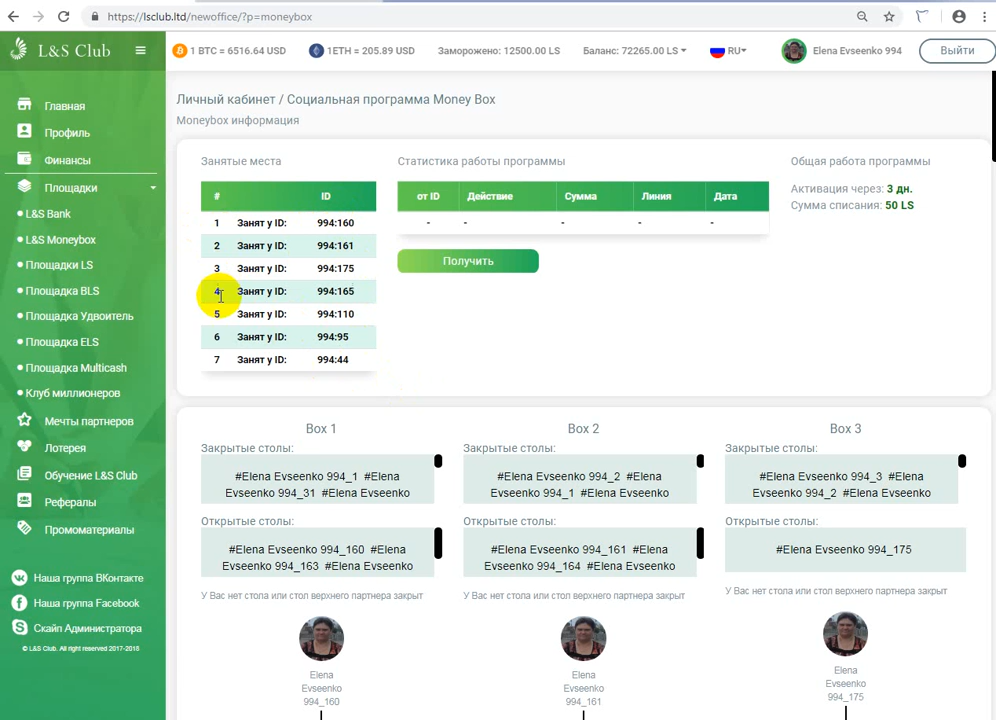 https://lsclub.ltd/newoffice/?p=moneybox
L&S Club
1 BTC = 6516.64 USD
1ETH = 205.89 USD
Заморожено: 12500.00 LS
Баланс: 72265.00 LS
RU
Elena Evseenko 994
Выйти
Главная
Профиль
Финансы
Площадки
L&S Bank
L&S Moneybox
Площадки LS
Площадка BLS
Площадка Удвоитель
Площадка ELS
Площадка Multicash
Клуб миллионеров
Мечты партнеров
Лотерея
Обучение L&S Club
Рефералы
Промоматериалы
Наша группа ВКонтакте
Наша группа Facebook
Скайп Администратора
© L&S Club. All right reserved 2017-2018
Личный кабинет / Социальная программа Money Box
Moneybox информация
Занятые места
# ID
1 Занят у ID: 994:160
2 Занят у ID: 994:161
3 Занят у ID: 994:175
4 Занят у ID: 994:165
5 Занят у ID: 994:110
6 Занят у ID: 994:95
7 Занят у ID: 994:44
Статистика работы программы
от ID Действие Сумма Линия Дата
- - - - -
Получить
Общая работа программы
Активация через: 3 дн.
Сумма списания: 50 LS
Box 1
Закрытые столы:
#Elena Evseenko 994_1 #Elena
Evseenko 994_31 #Elena Evseenko
Открытые столы:
#Elena Evseenko 994_160 #Elena
Evseenko 994_163 #Elena Evseenko
У Вас нет стола или стол верхнего партнера закрыт
Elena
Evseenko
994_160
Box 2
Закрытые столы:
#Elena Evseenko 994_2 #Elena
Evseenko 994_1 #Elena Evseenko
Открытые столы:
#Elena Evseenko 994_161 #Elena
Evseenko 994_164 #Elena Evseenko
У Вас нет стола или стол верхнего партнера закрыт
Elena
Evseenko
994_161
Box 3
Закрытые столы:
#Elena Evseenko 994_3 #Elena
Evseenko 994_2 #Elena Evseenko
Открытые столы:
#Elena Evseenko 994_175
У Вас нет стола или стол верхнего партнера закрыт
Elena
Evseenko
994_175